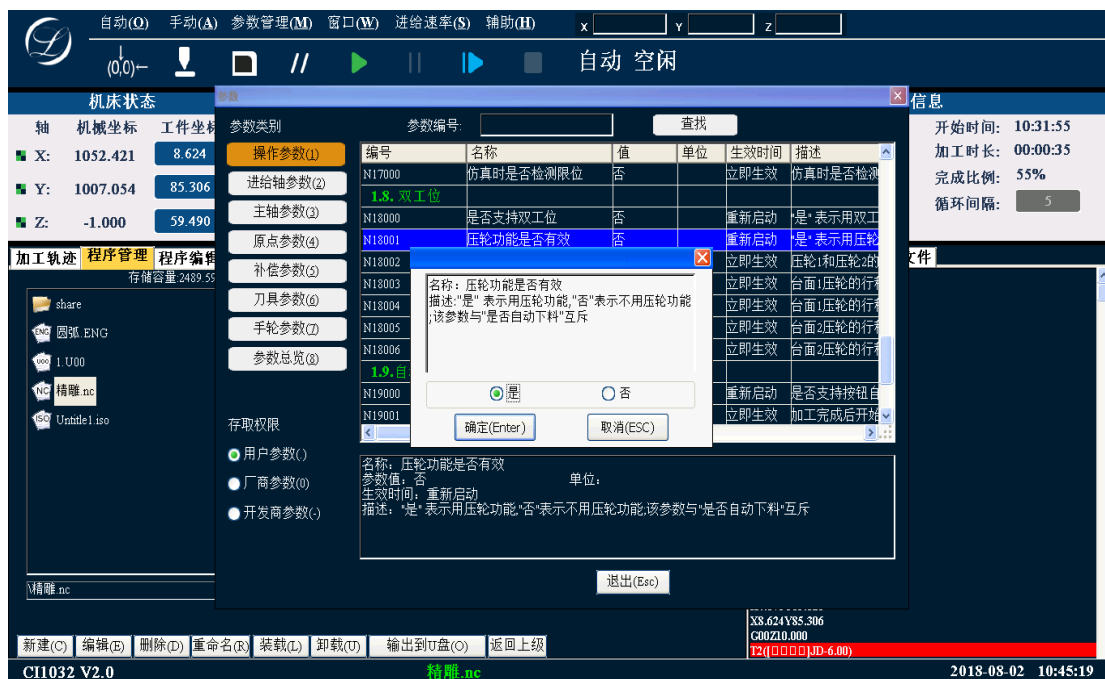 自动(O) 手动(A) 参数管理(M) 窗口(W) 进给速率(S) 辅助(H) X Y Z
(0,0)
自动 空闲
机床状态
参数
信息
轴 机械坐标 工件坐标
X: 1052.421 8.624
Y: 1007.054 85.306
Z: -1.000 59.490
开始时间: 10:31:55
加工时长: 00:00:35
完成比例: 55%
循环间隔: 5
加工轨迹 程序管理 程序编辑
文件
存储容量:2489.59
share
圆弧.ENG
1.U00
精雕.nc
Untitle1.iso
\精雕.nc
参数类别
参数编号: 查找
操作参数(1)
进给轴参数(2)
主轴参数(3)
原点参数(4)
补偿参数(5)
刀具参数(6)
手轮参数(7)
参数总览(8)
存取权限
用户参数(.)
厂商参数(0)
开发商参数(-)
编号 名称 值 单位 生效时间 描述
N17000 仿真时是否检测限位 否 立即生效 仿真时是否检测
1.8. 双工位
N18000 是否支持双工位 否 重新启动 "是" 表示用双工
N18001 压轮功能是否有效 否 重新启动 "是" 表示用压轮
N18002 立即生效 压轮1和压轮2的
N18003 立即生效 台面1压轮的行程
N18004 立即生效 台面1压轮的行程
N18005 立即生效 台面2压轮的行程
N18006 立即生效 台面2压轮的行程
1.9.自
N19000 重新启动 是否支持按钮自
N19001 立即生效 加工完成后开始
名称: 压轮功能是否有效
描述:"是" 表示用压轮功能,"否"表示不用压轮功能
;该参数与"是否自动下料"互斥
是 否
确定(Enter) 取消(ESC)
名称: 压轮功能是否有效
参数值: 否 单位:
生效时间: 重新启动
描述: "是" 表示用压轮功能,"否"表示不用压轮功能;该参数与"是否自动下料"互斥
退出(Esc)
X8.624Y85.306
G00Z10.000
T2([□□□□]JD-6.00)
新建(C) 编辑(E) 删除(D) 重命名(R) 装载(L) 卸载(U) 输出到U盘(O) 返回上级
CI1032 V2.0 精雕.nc 2018-08-02 10:45:19